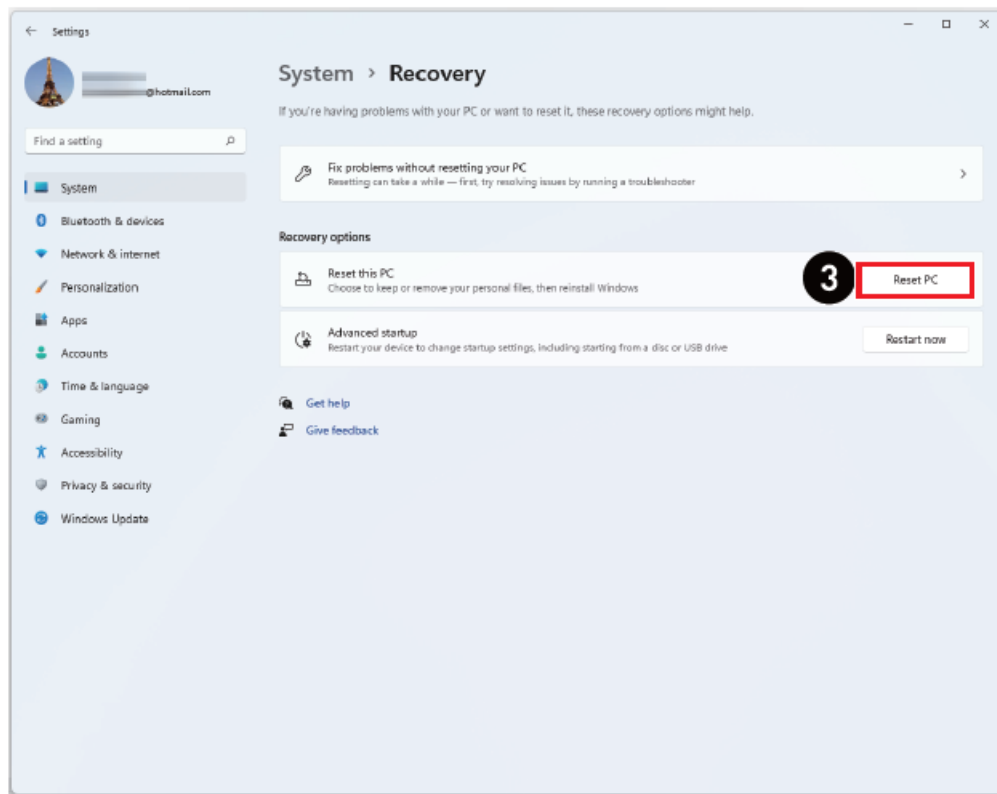 Settings
@hotmail.com
System > Recovery
If you're having problems with your PC or want to reset it, these recovery options might help.
Find a setting
Fix problems without resetting your PC
Resetting can take a while — first, try resolving issues by running a troubleshooter
System
Bluetooth & devices
Network & internet
Personalization
Apps
Accounts
Time & language
Gaming
Accessibility
Privacy & security
Windows Update
Recovery options
Reset this PC
Choose to keep or remove your personal files, then reinstall Windows
3
Reset PC
Advanced startup
Restart your device to change startup settings, including starting from a disc or USB drive
Restart now
Get help
Give feedback